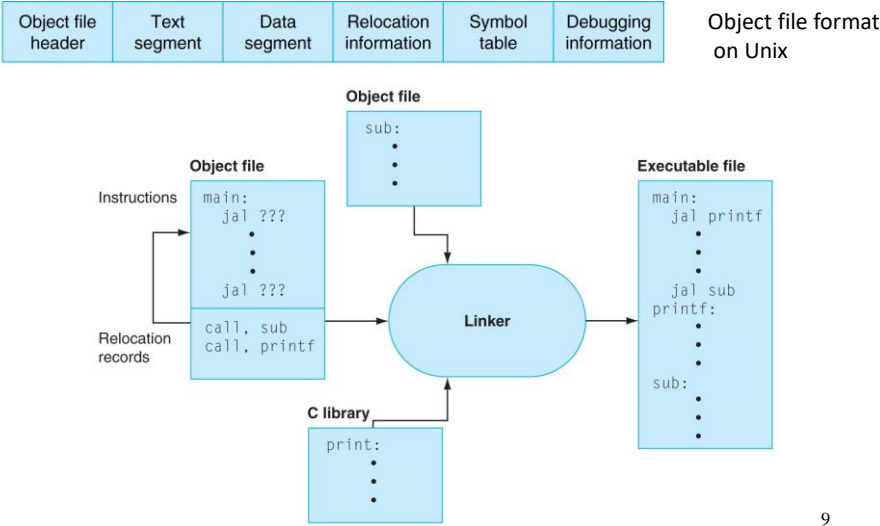 Object file header
Text segment
Data segment
Relocation information
Symbol table
Debugging information
Object file format
on Unix
Object file
sub:
•
•
•
Object file
Instructions
main:
jal ???
•
•
•
jal ???
Relocation records
call, sub
call, printf
Linker
C library
print:
•
•
•
Executable file
main:
jal printf
•
•
•
jal sub
printf:
•
•
•
sub:
•
•
•
9